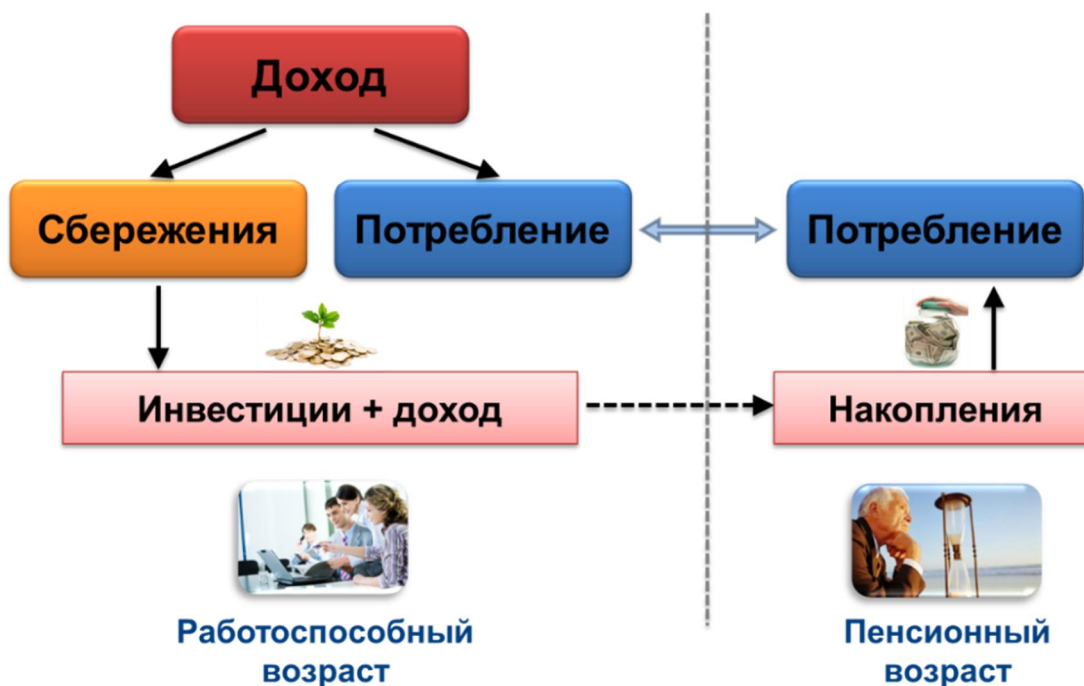 Доход
Сбережения
Потребление
Потребление
Инвестиции + доход
Накопления
Работоспособный
возраст
Пенсионный
возраст